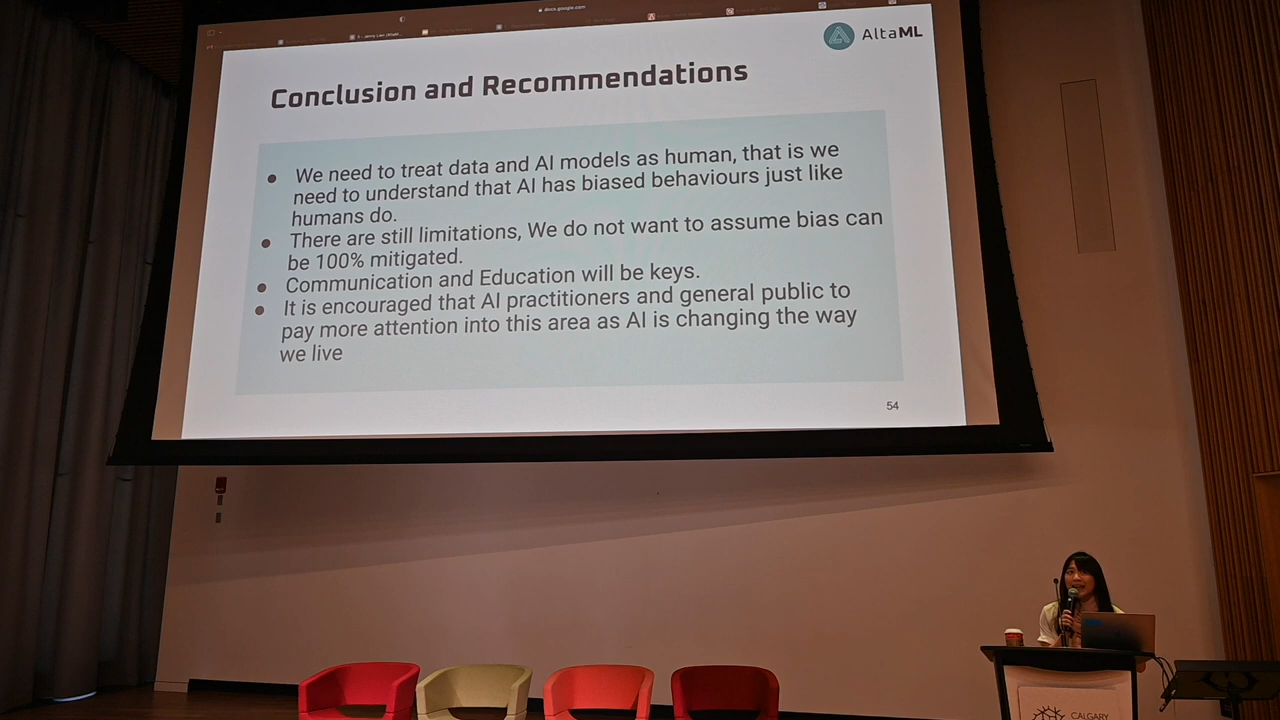 docs.google.com
AltaML
Conclusion and Recommendations
● We need to treat data and AI models as human, that is we
need to understand that AI has biased behaviours just like
humans do.
● There are still limitations, We do not want to assume bias can
be 100% mitigated.
● Communication and Education will be keys.
● It is encouraged that AI practitioners and general public to
pay more attention into this area as AI is changing the way
we live
54
CALGARY